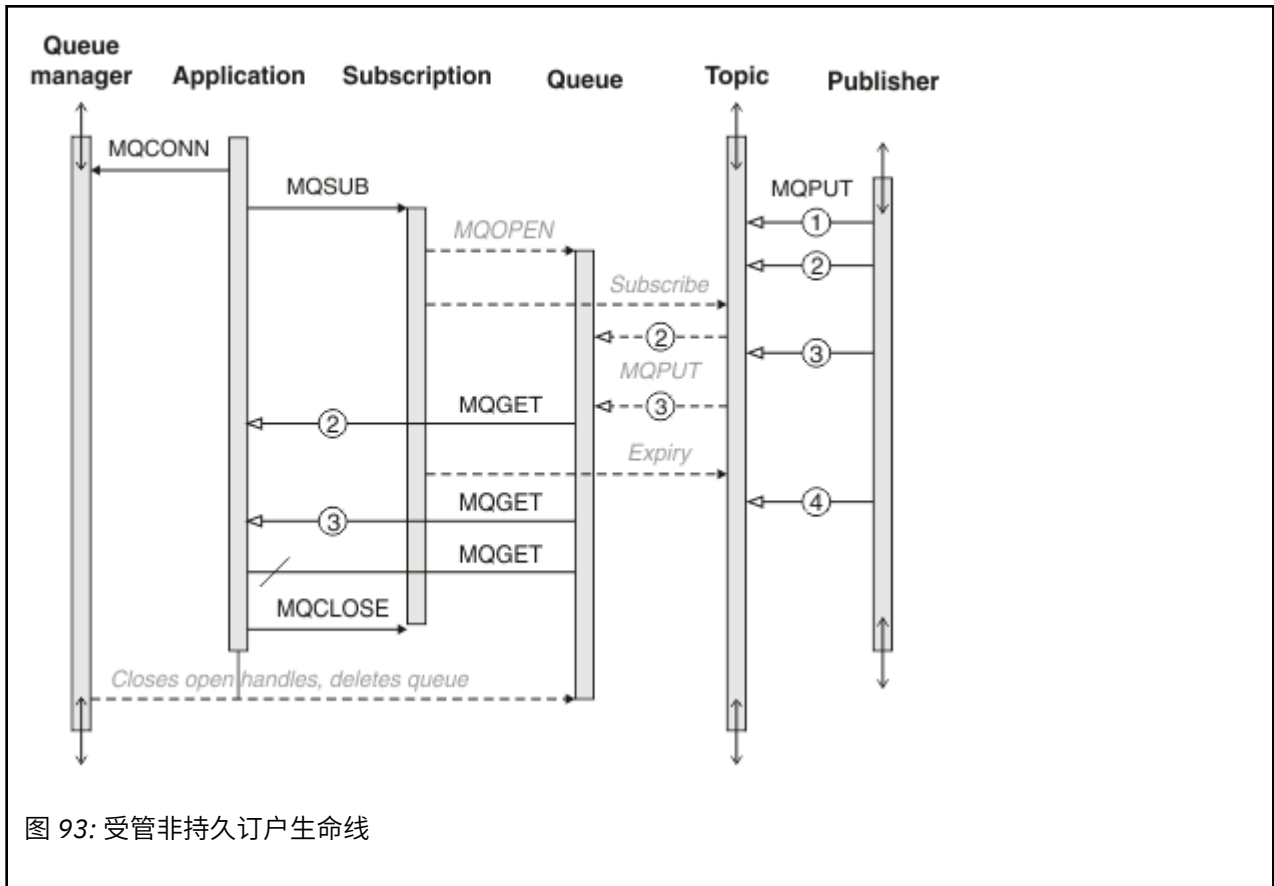 Queue
manager
Application
Subscription
Queue
Topic
Publisher
MQCONN
MQSUB
MQPUT
①
MQOPEN
②
Subscribe
②
③
MQPUT
③
MQGET
②
Expiry
MQGET
③
④
MQGET
MQCLOSE
Closes open handles, deletes queue
图 93: 受管非持久订户生命线